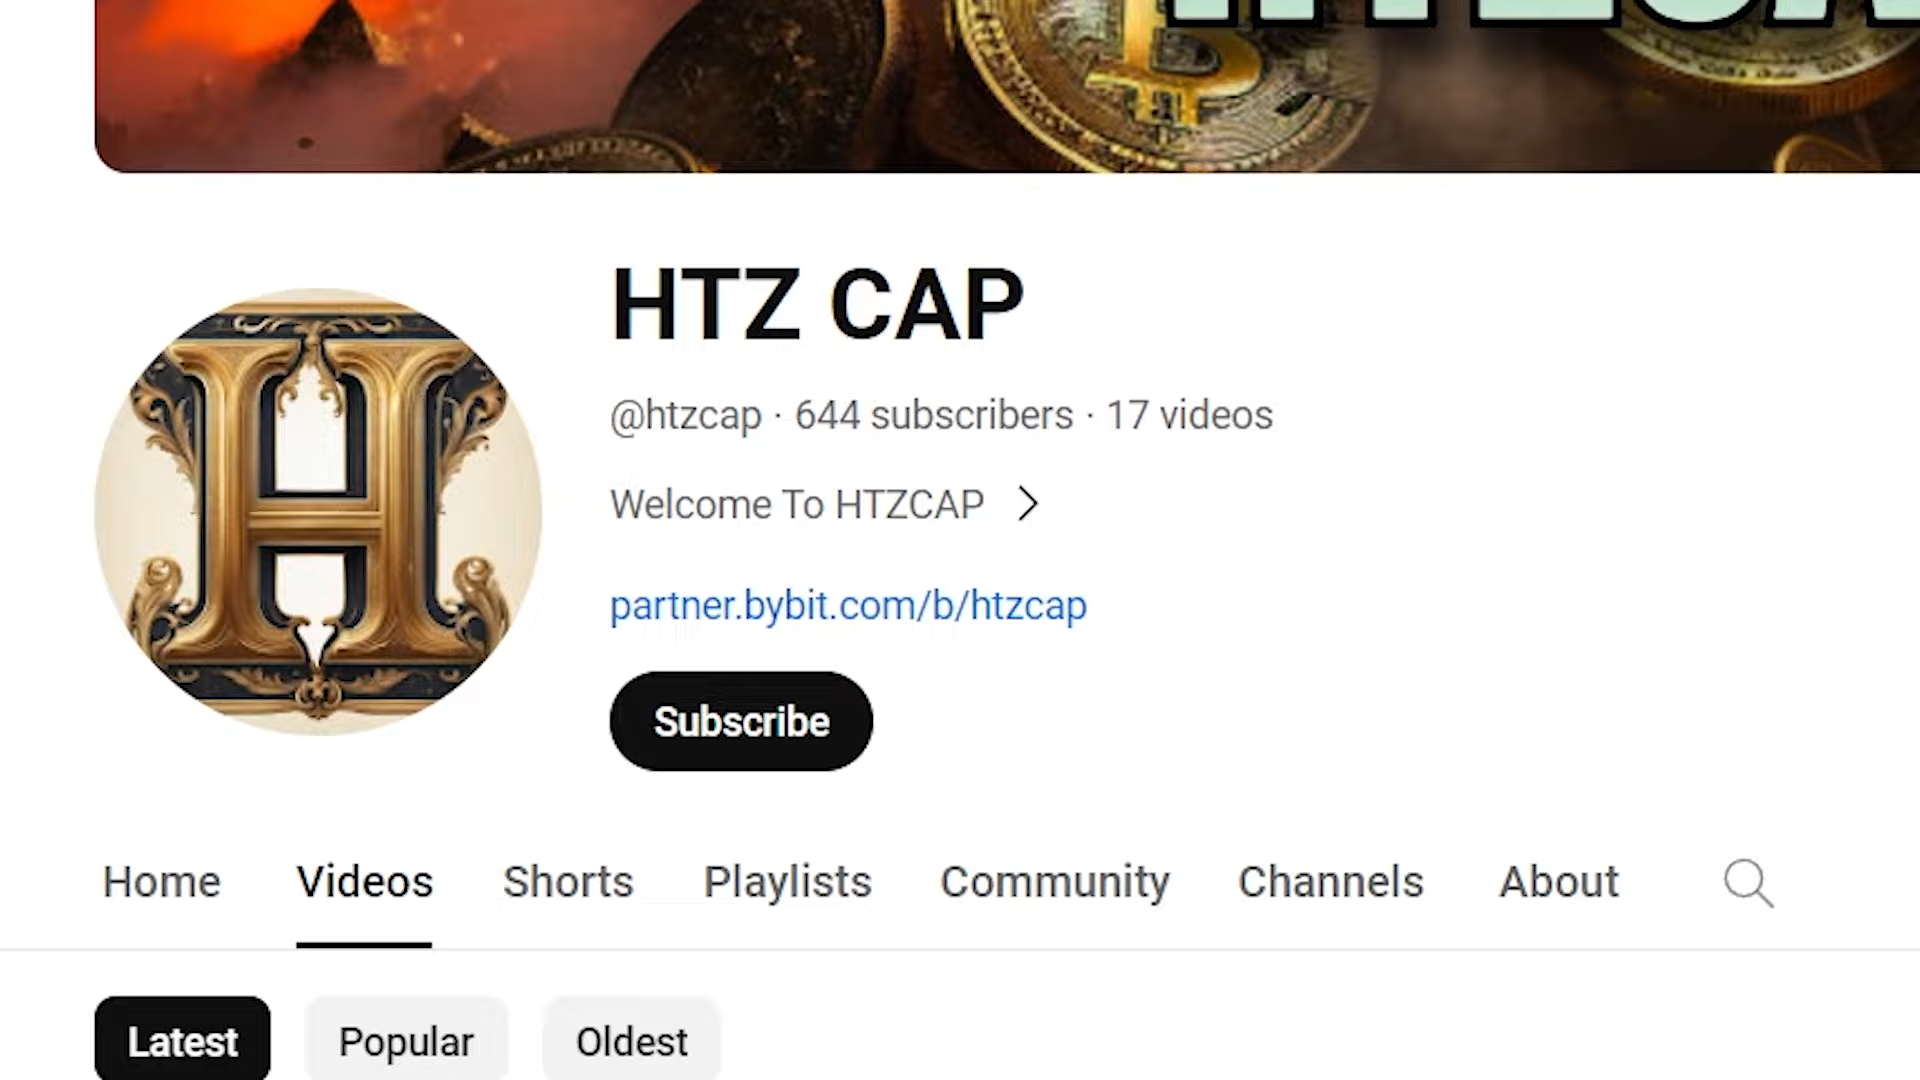 HTZ CAP
@htzcap · 644 subscribers · 17 videos
Welcome To HTZCAP
partner.bybit.com/b/htzcap
Subscribe
Home Videos Shorts Playlists Community Channels About
Latest Popular Oldest